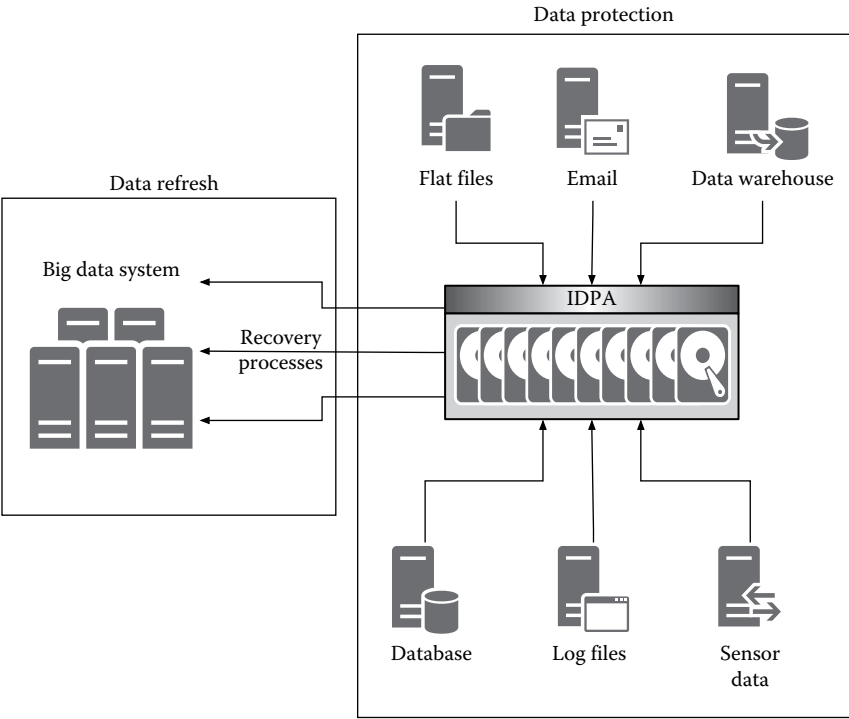 Data protection
Flat files
Email
Data warehouse
Data refresh
Big data system
IDPA
Recovery
processes
Database
Log files
Sensor
data